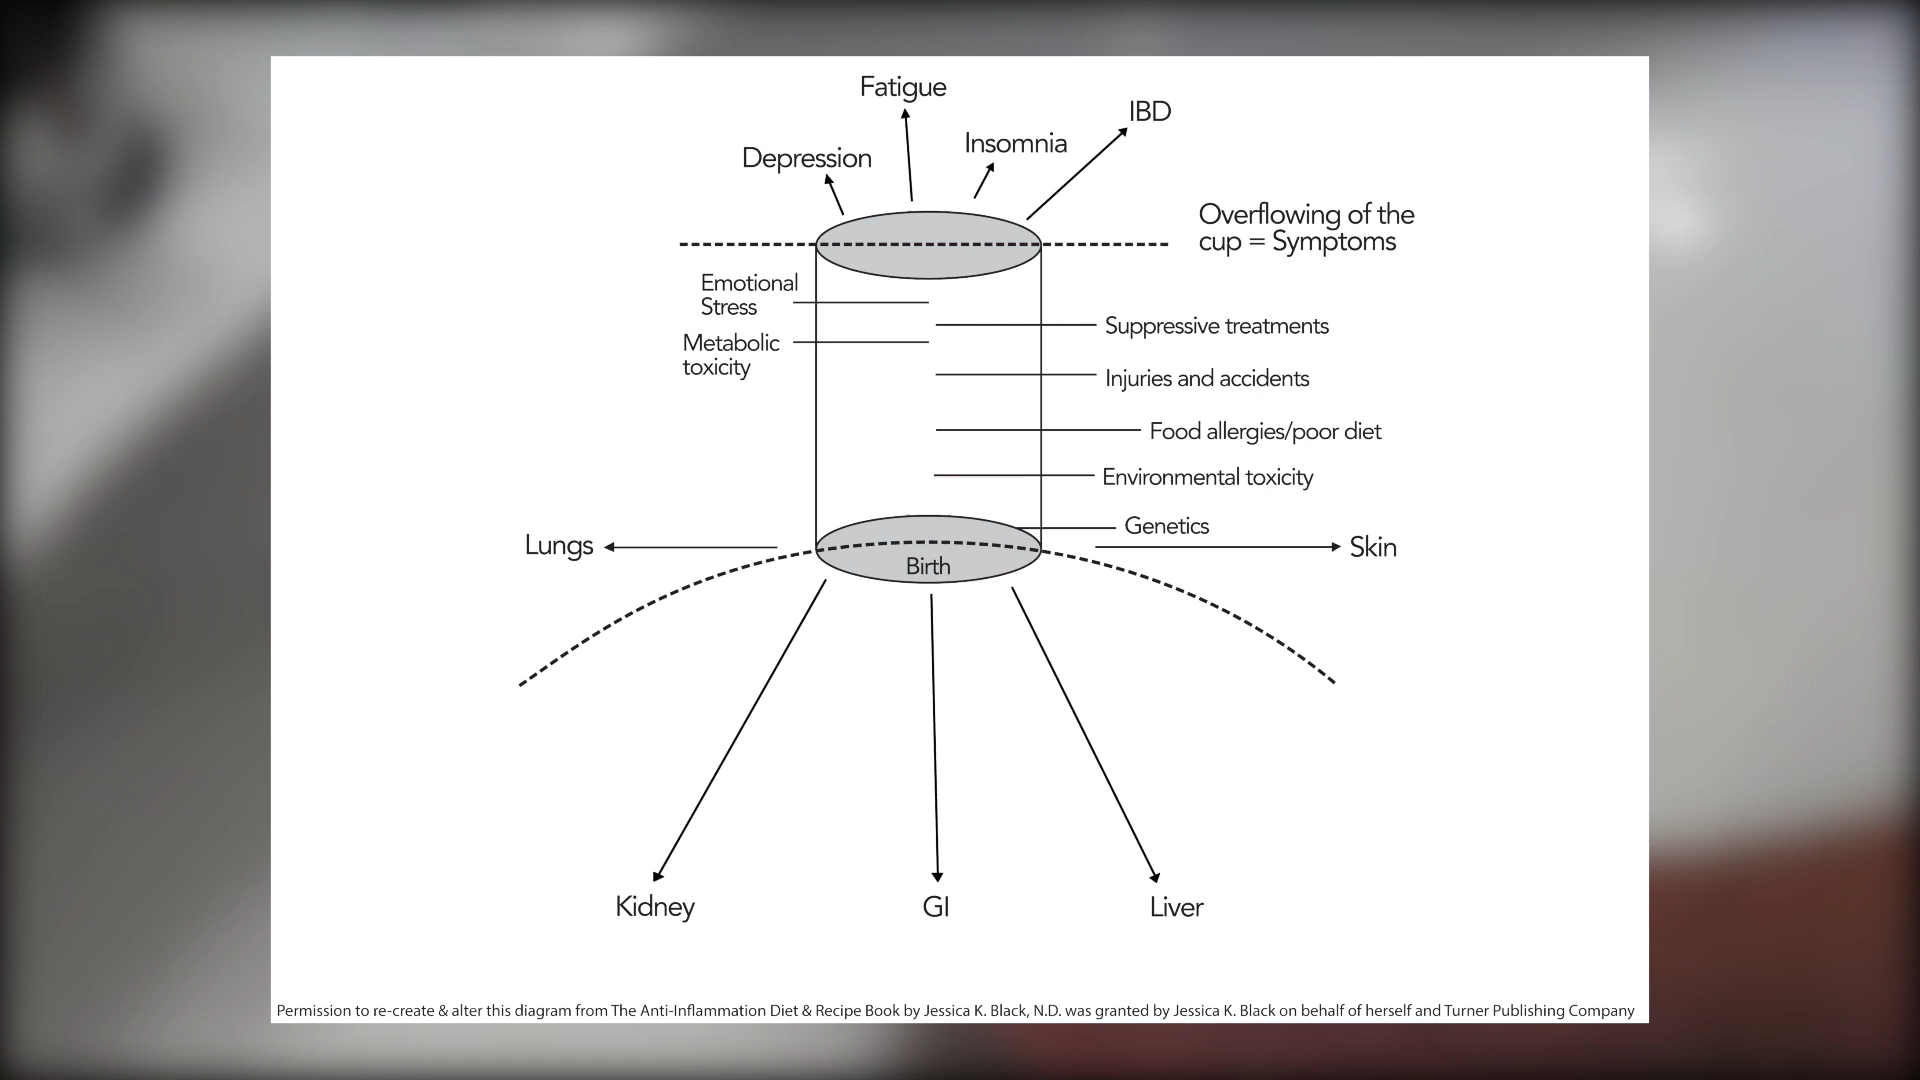 Fatigue
IBD
Insomnia
Depression
Overflowing of the
cup = Symptoms
Emotional
Stress
Suppressive treatments
Metabolic
toxicity
Injuries and accidents
Food allergies/poor diet
Environmental toxicity
Genetics
Lungs
Skin
Birth
Kidney
GI
Liver
Permission to re-create & alter this diagram from The Anti-Inflammation Diet & Recipe Book by Jessica K. Black, N.D. was granted by Jessica K. Black on behalf of herself and Turner Publishing Company